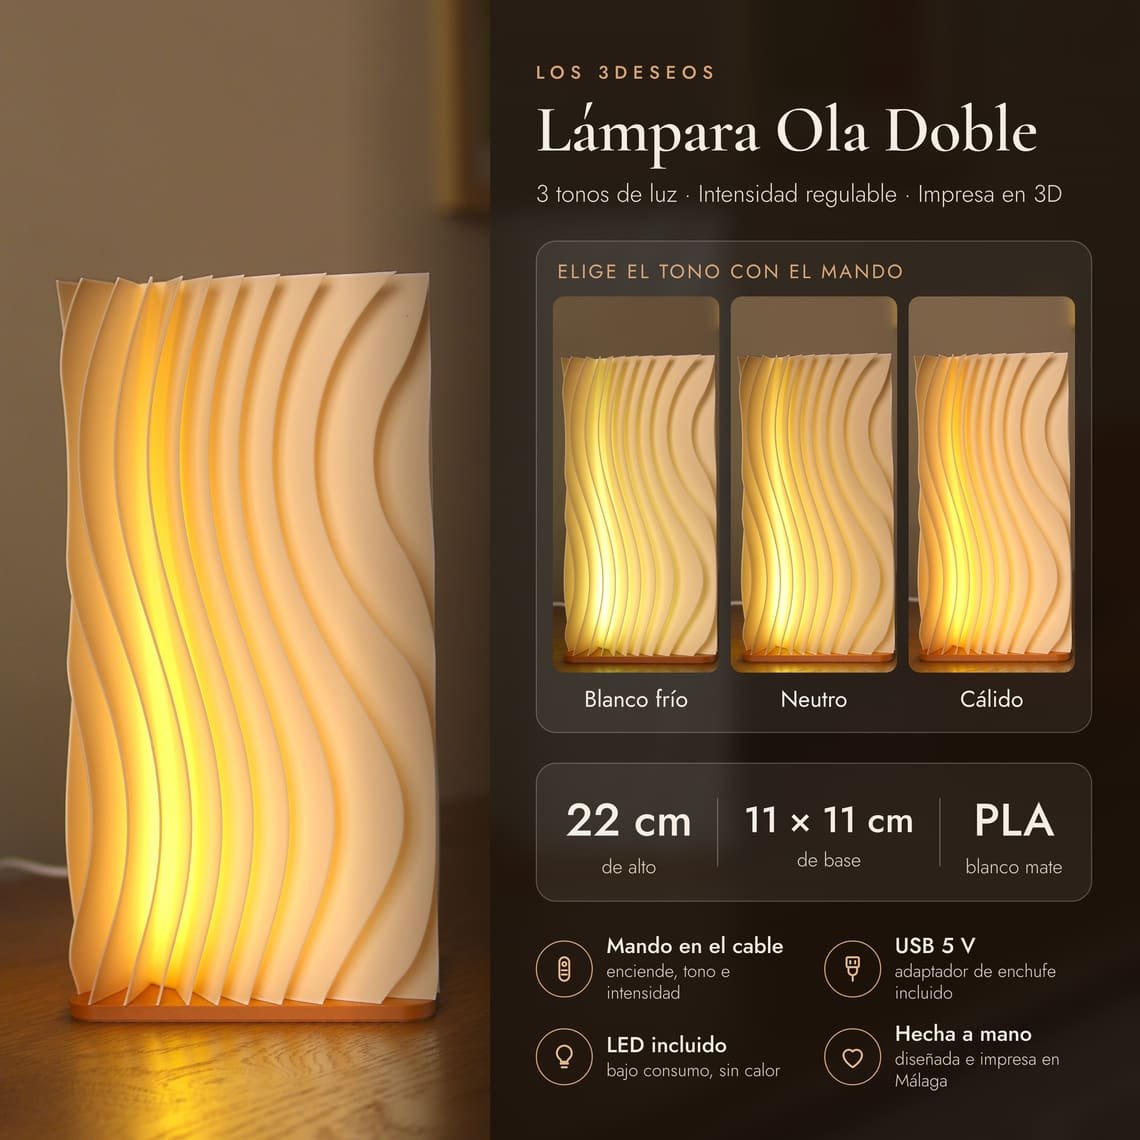 LOS 3DESEOS
Lámpara Ola Doble
3 tonos de luz · Intensidad regulable · Impresa en 3D
ELIGE EL TONO CON EL MANDO
Blanco frío
Neutro
Cálido
22 cm
de alto
11 × 11 cm
de base
PLA
blanco mate
Mando en el cable
enciende, tono e
intensidad
USB 5 V
adaptador de enchufe
incluido
LED incluido
bajo consumo, sin calor
Hecha a mano
diseñada e impresa en
Málaga